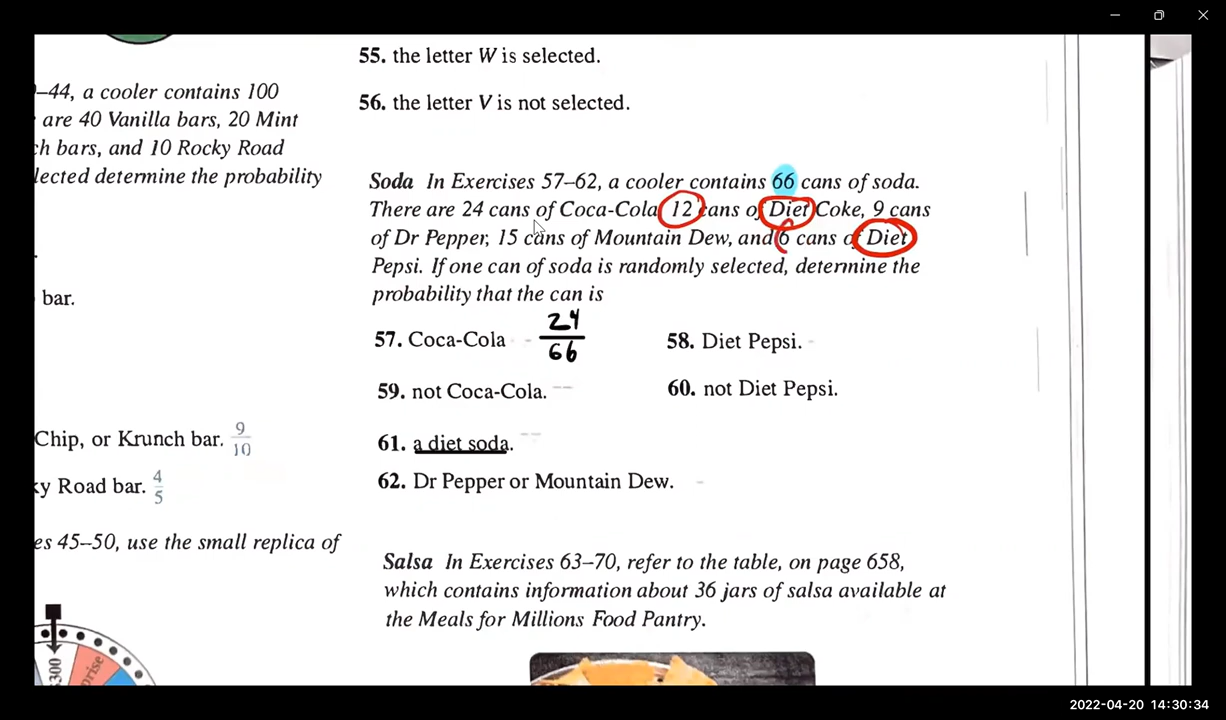 55. the letter W is selected.
–44, a cooler contains 100
are 40 Vanilla bars, 20 Mint
56. the letter V is not selected.
ch bars, and 10 Rocky Road
lected determine the probability
Soda In Exercises 57–62, a cooler contains 66 cans of soda.
There are 24 cans of Coca-Cola 12 cans of Diet Coke, 9 cans
of Dr Pepper, 15 cans of Mountain Dew, and 6 cans of Diet
Pepsi. If one can of soda is randomly selected, determine the
probability that the can is
bar.
57. Coca-Cola 24/66
58. Diet Pepsi.
59. not Coca-Cola.
60. not Diet Pepsi.
Chip, or Krunch bar. 9/10
61. a diet soda.
ky Road bar. 4/5
62. Dr Pepper or Mountain Dew.
es 45–50, use the small replica of
Salsa In Exercises 63–70, refer to the table, on page 658,
which contains information about 36 jars of salsa available at
the Meals for Millions Food Pantry.
300
prise
2022-04-20 14:30:34